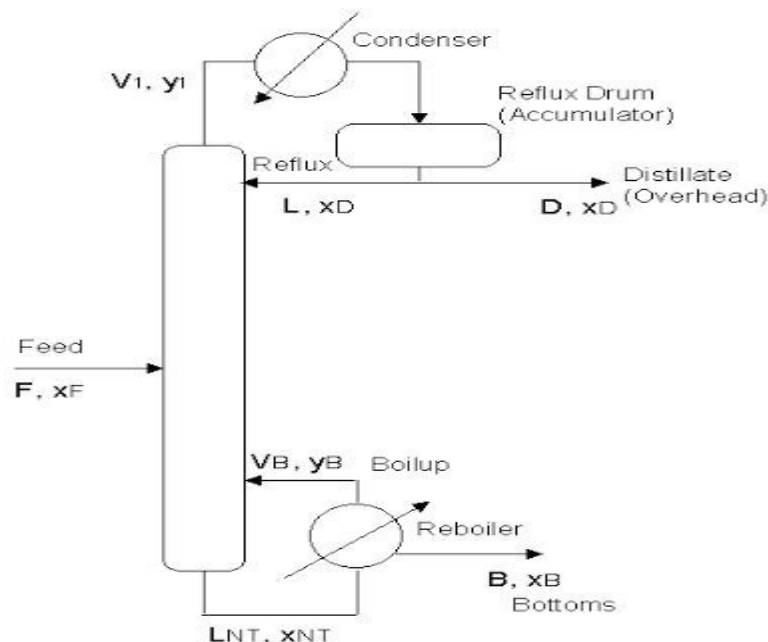 Condenser
V1, y1
Reflux Drum
(Accumulator)
Reflux
Distillate
(Overhead)
L, xD
D, xD
Feed
F, xF
VB, yB
Boilup
Reboiler
B, xB
Bottoms
LNT, xNT